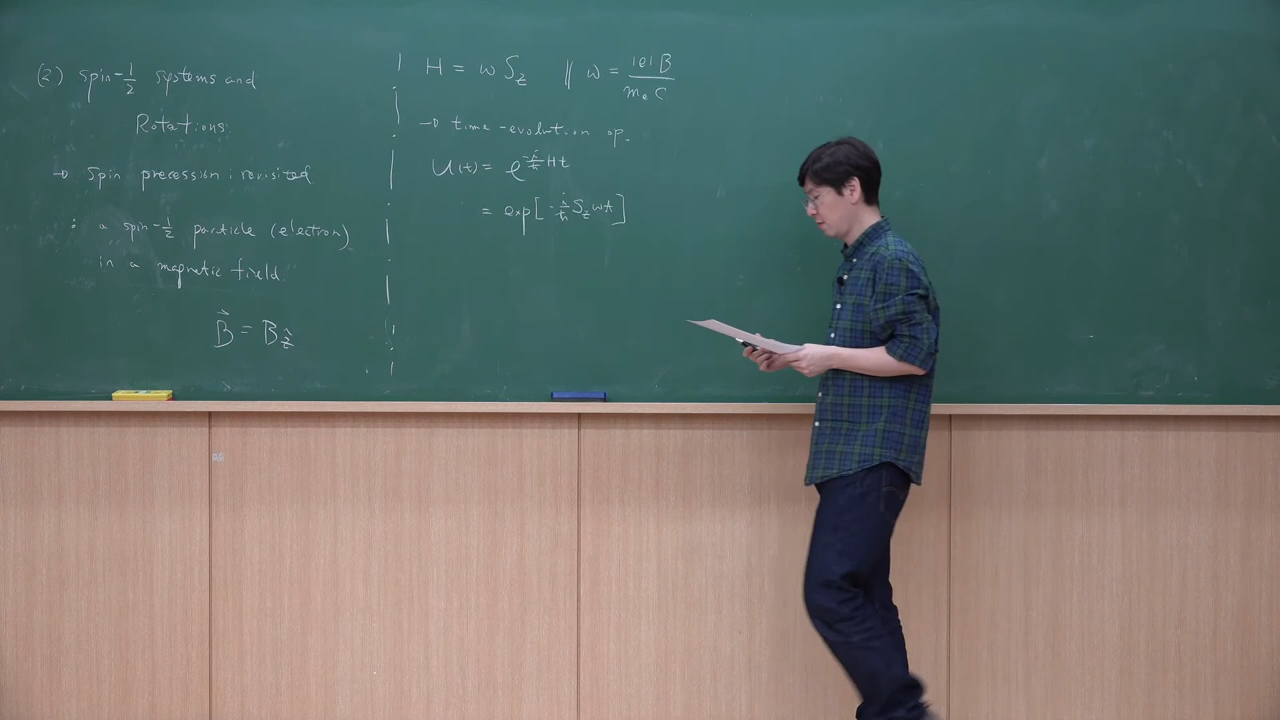 (2) Spin-1/2 systems and
Rotations.
→ Spin precession : revisited.
: a spin-1/2 particle (electron)
in a magnetic field.
B⃗ = B ẑ
H = ω S_z // ω = |e|B / m_e c
→ time-evolution op.
U(t) = e^{-i/ħ Ht}
= exp[-i/ħ S_z ωt]